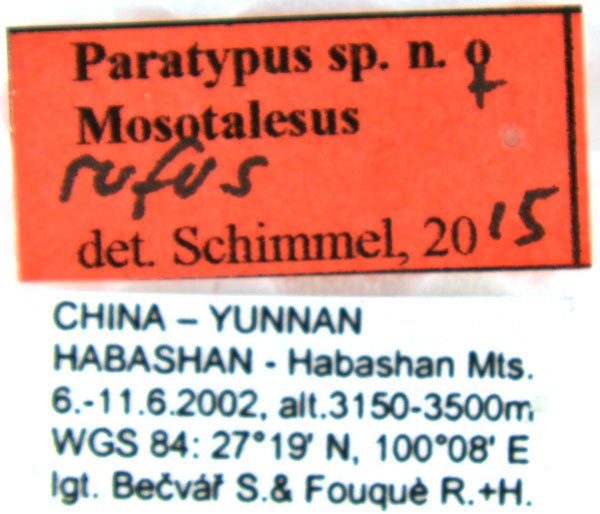 Paratypus sp. n. ♀
Mosotalesus
rufus
det. Schimmel, 2015
CHINA – YUNNAN
HABASHAN - Habashan Mts.
6.-11.6.2002, alt.3150-3500m
WGS 84: 27°19' N, 100°08' E
lgt. Bečvář S.& Fouquè R.+H.